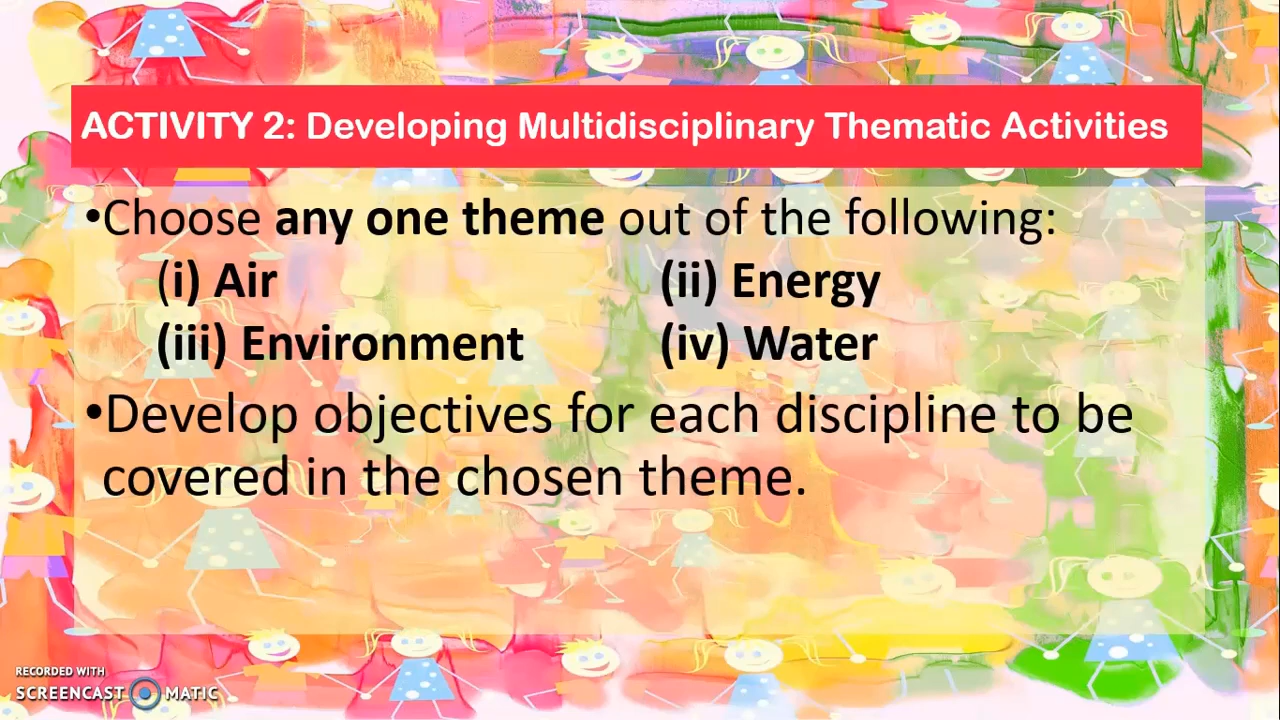 ACTIVITY 2: Developing Multidisciplinary Thematic Activities
•Choose any one theme out of the following:
(i) Air (ii) Energy
(iii) Environment (iv) Water
•Develop objectives for each discipline to be
covered in the chosen theme.
RECORDED WITH
SCREENCAST MATIC